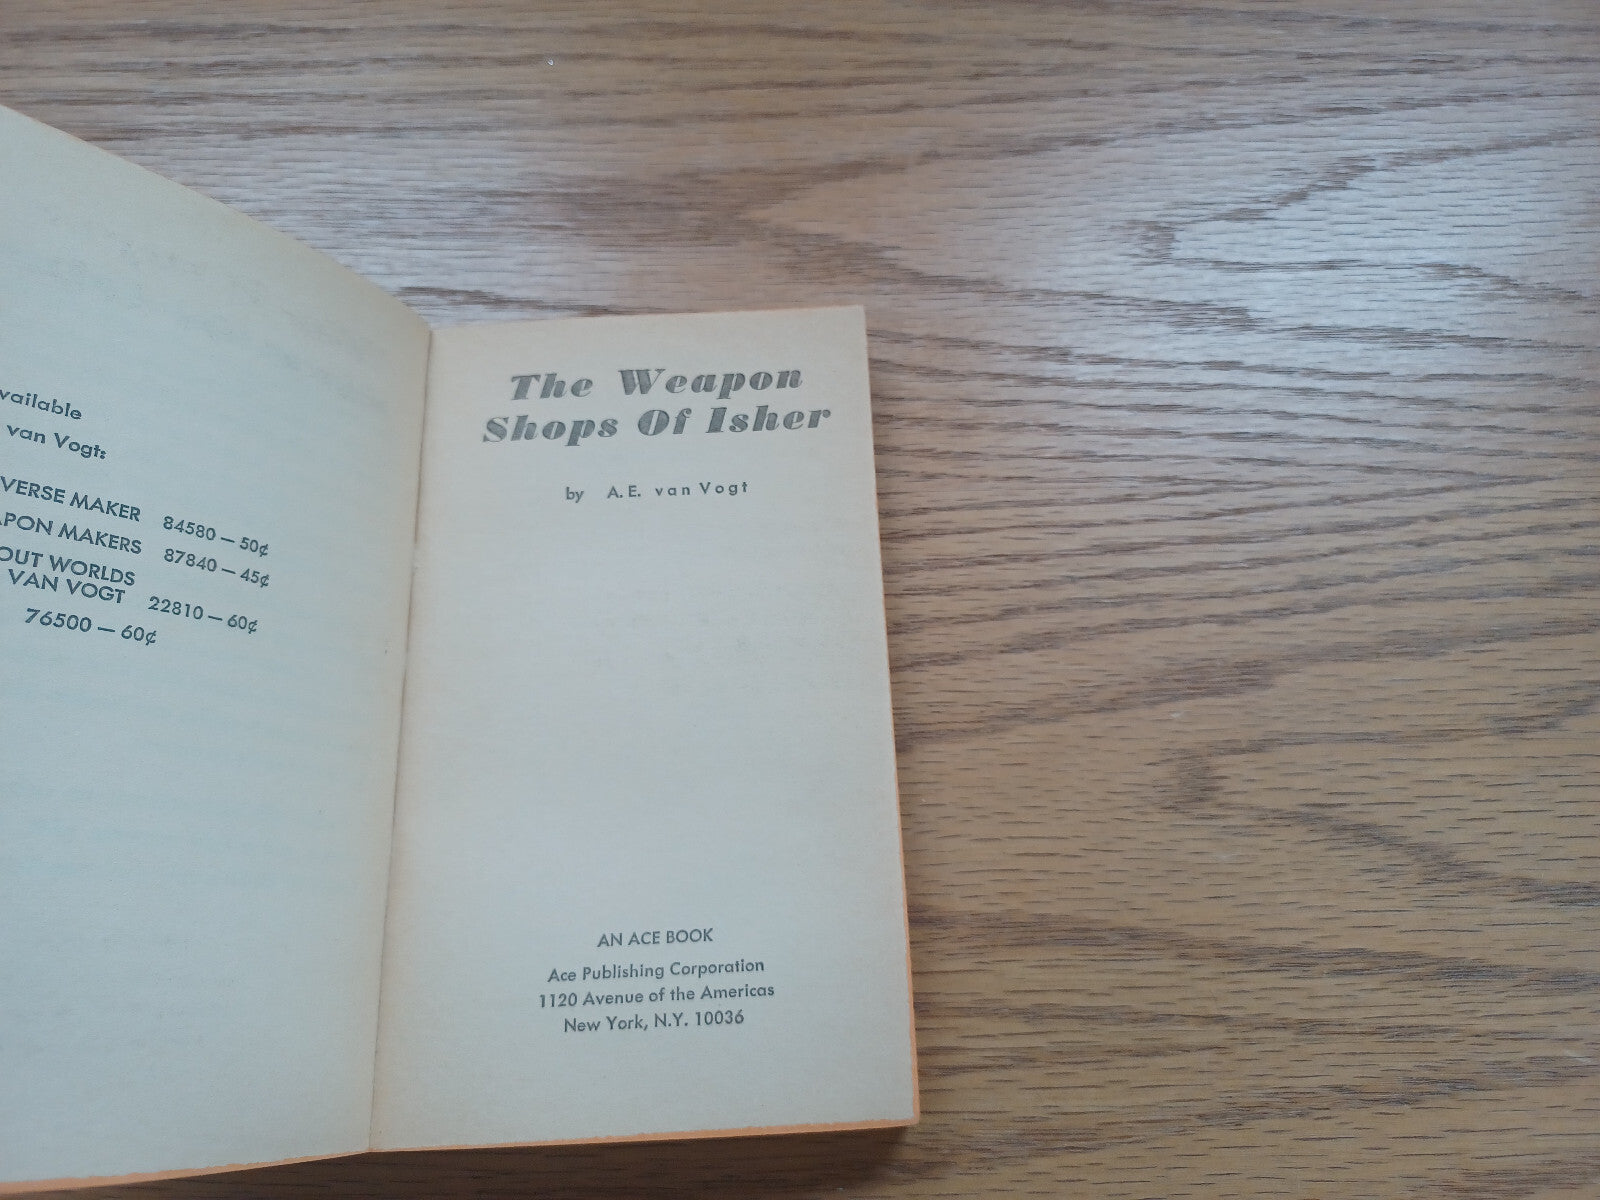 vailable
van Vogt:
VERSE MAKER 84580 — 50¢
APON MAKERS 87840 — 45¢
OUT WORLDS
VAN VOGT 22810 — 60¢
76500 — 60¢
The Weapon
Shops Of Isher
by A. E. van Vogt
AN ACE BOOK
Ace Publishing Corporation
1120 Avenue of the Americas
New York, N.Y. 10036